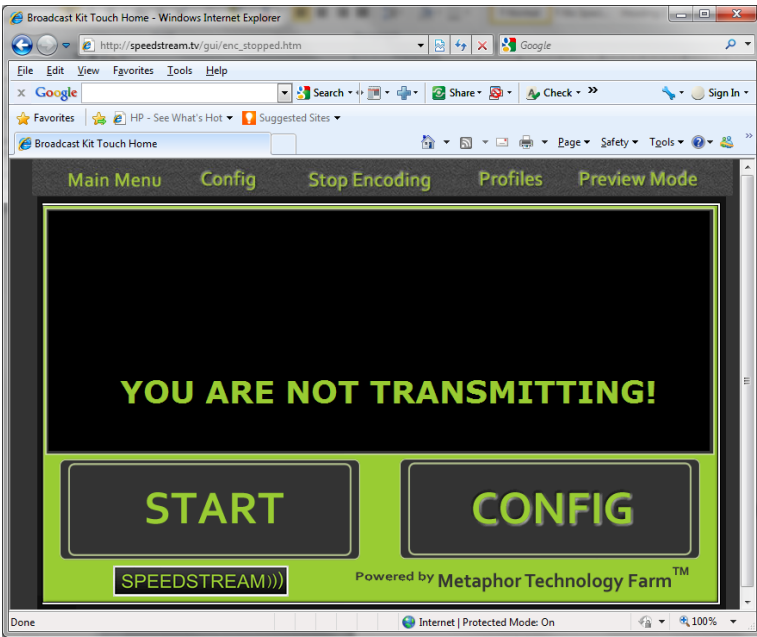 Broadcast Kit Touch Home - Windows Internet Explorer
http://speedstream.tv/gui/enc_stopped.htm
Google
File Edit View Favorites Tools Help
x Google Search Share Check » Sign In
Favorites HP - See What's Hot Suggested Sites
Broadcast Kit Touch Home Page Safety Tools »
Main Menu Config Stop Encoding Profiles Preview Mode
YOU ARE NOT TRANSMITTING!
START CONFIG
SPEEDSTREAM))) Powered by Metaphor Technology Farm™
Done Internet | Protected Mode: On 100%